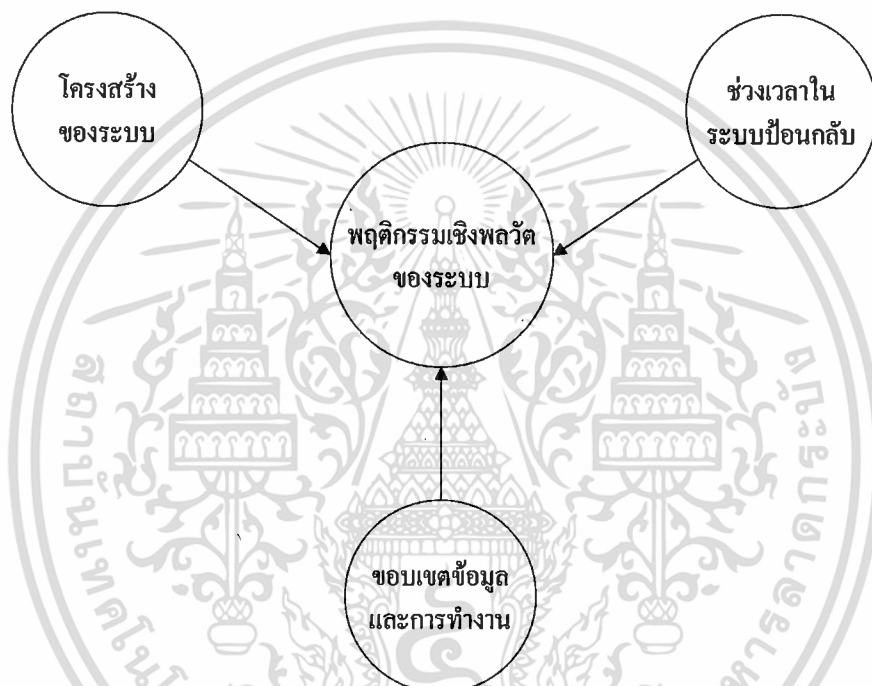 โครงสร้าง
ของระบบ
ช่วงเวลาใน
ระบบป้อนกลับ
พฤติกรรมเชิงพลวัต
ของระบบ
ขอบเขตข้อมูล
และการทำงาน